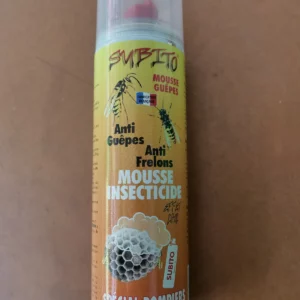 SUBITO
MOUSSE
GUÊPES
Anti
Guêpes
Anti
Frelons
MOUSSE
INSECTICIDE
SUBITO
SPECIAL POMPIERS